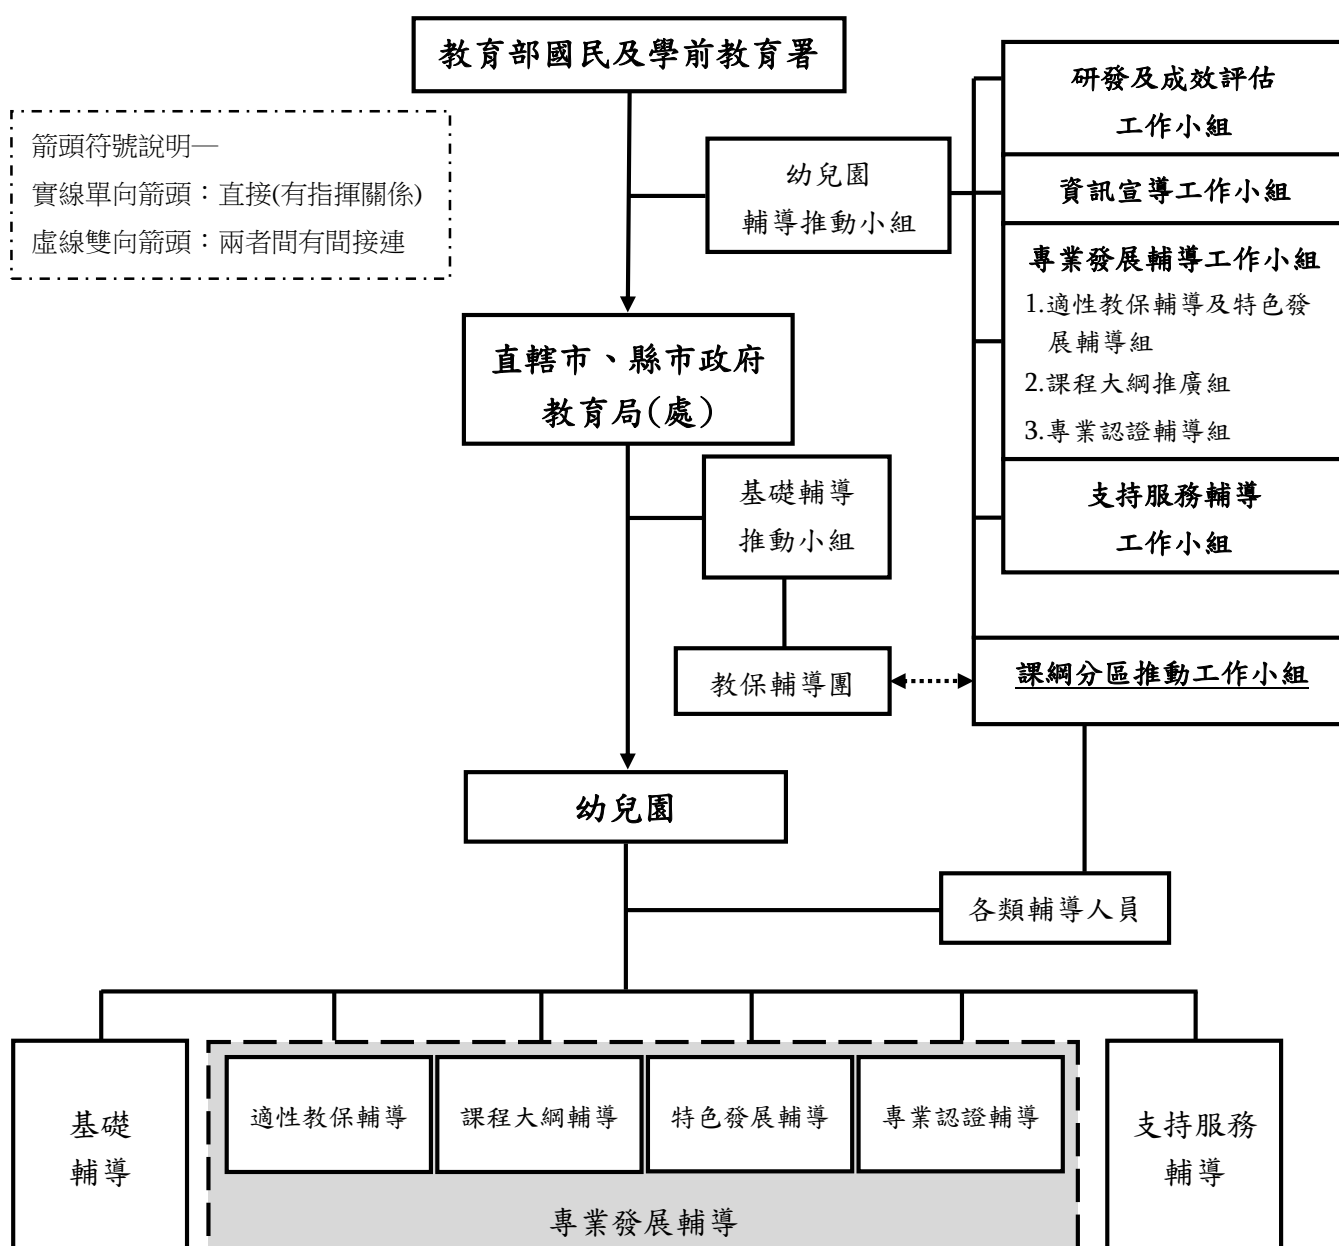 教育部國民及學前教育署
箭頭符號說明—
實線單向箭頭：直接(有指揮關係)
虛線雙向箭頭：兩者間有間接連
幼兒園
輔導推動小組
研發及成效評估
工作小組
資訊宣導工作小組
專業發展輔導工作小組
1.適性教保輔導及特色發
展輔導組
2.課程大綱推廣組
3.專業認證輔導組
支持服務輔導
工作小組
直轄市、縣市政府
教育局(處)
基礎輔導
推動小組
教保輔導團
課綱分區推動工作小組
幼兒園
各類輔導人員
基礎
輔導
適性教保輔導
課程大綱輔導
特色發展輔導
專業認證輔導
專業發展輔導
支持服務
輔導